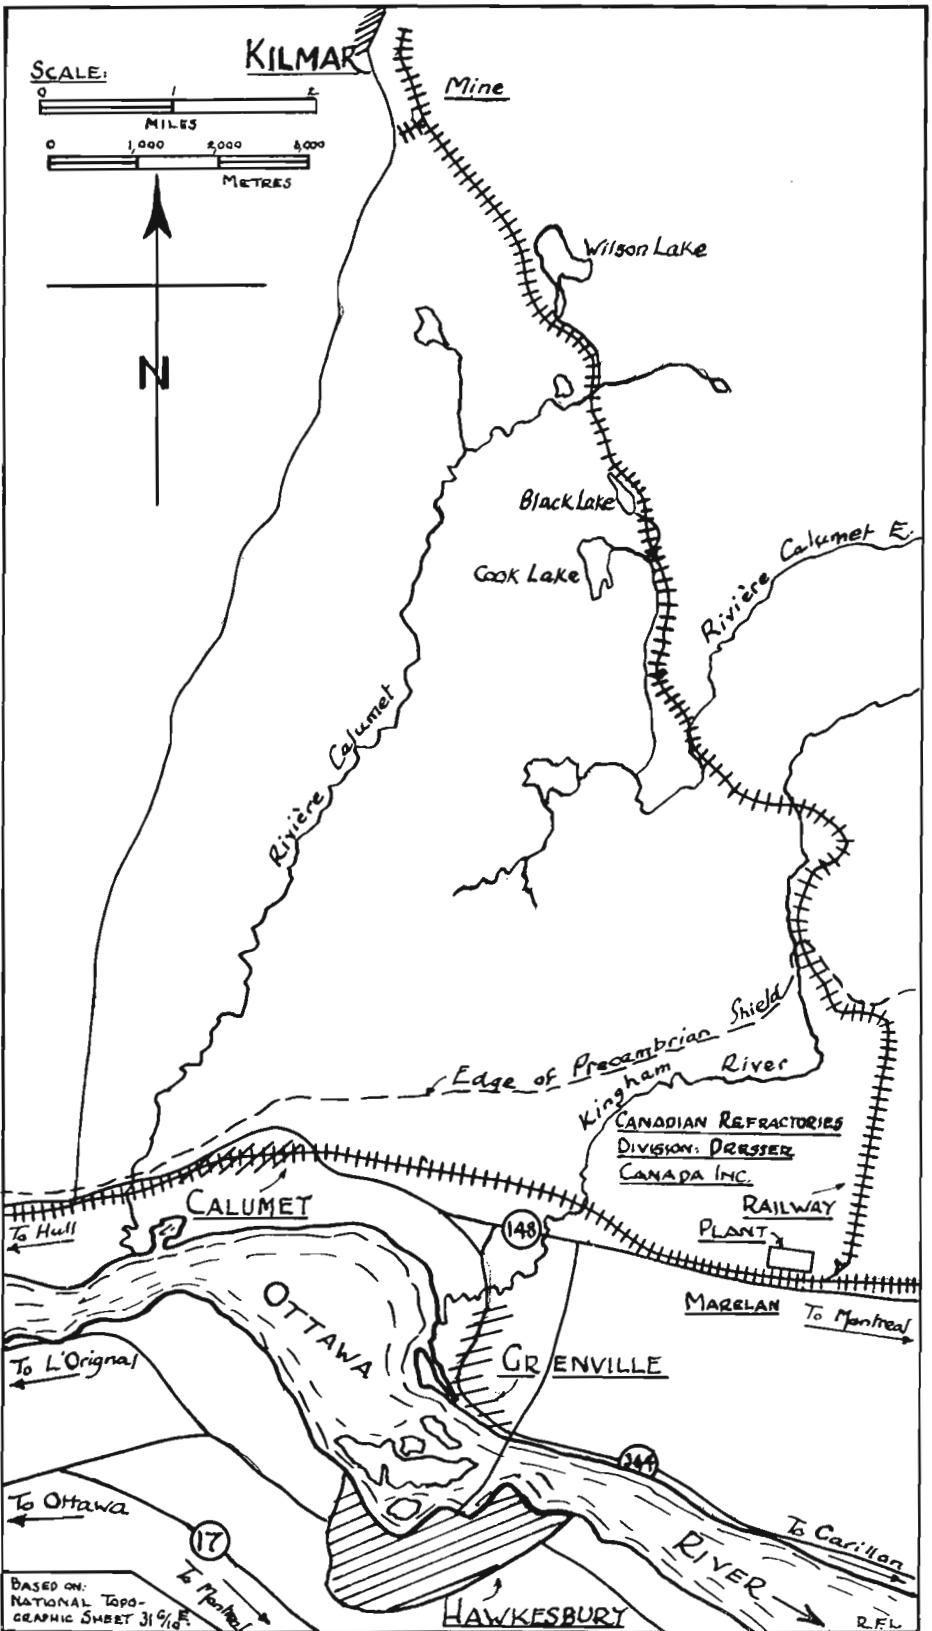 KILMAR
SCALE:
0 1 2
MILES
0 1,000 2,000 3,000
METRES
N
Mine
Wilson Lake
Black Lake
Cook Lake
Rivière Calumet E.
Rivière Calumet
Edge of Precambrian Shield
Kingham River
CANADIAN REFRACTORIES
DIVISION: DRESSER
CANADA INC.
RAILWAY
PLANT
CALUMET
To Hull
148
MARELAN
To Montreal
OTTAWA
To L'Orignal
GRENVILLE
344
To Ottawa
17
To Montreal
To Carillon
RIVER
HAWKESBURY
BASED ON:
NATIONAL TOPO-
GRAPHIC SHEET 31 G/10 E.
R.F.L.